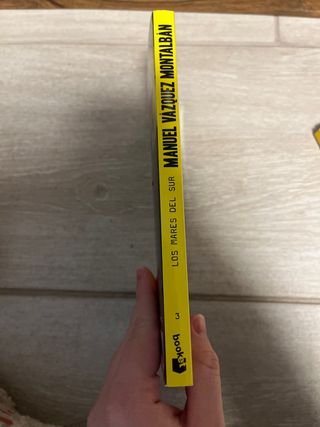 MANUEL VÁZQUEZ MONTALBÁN
LOS MARES DEL SUR
3
booket